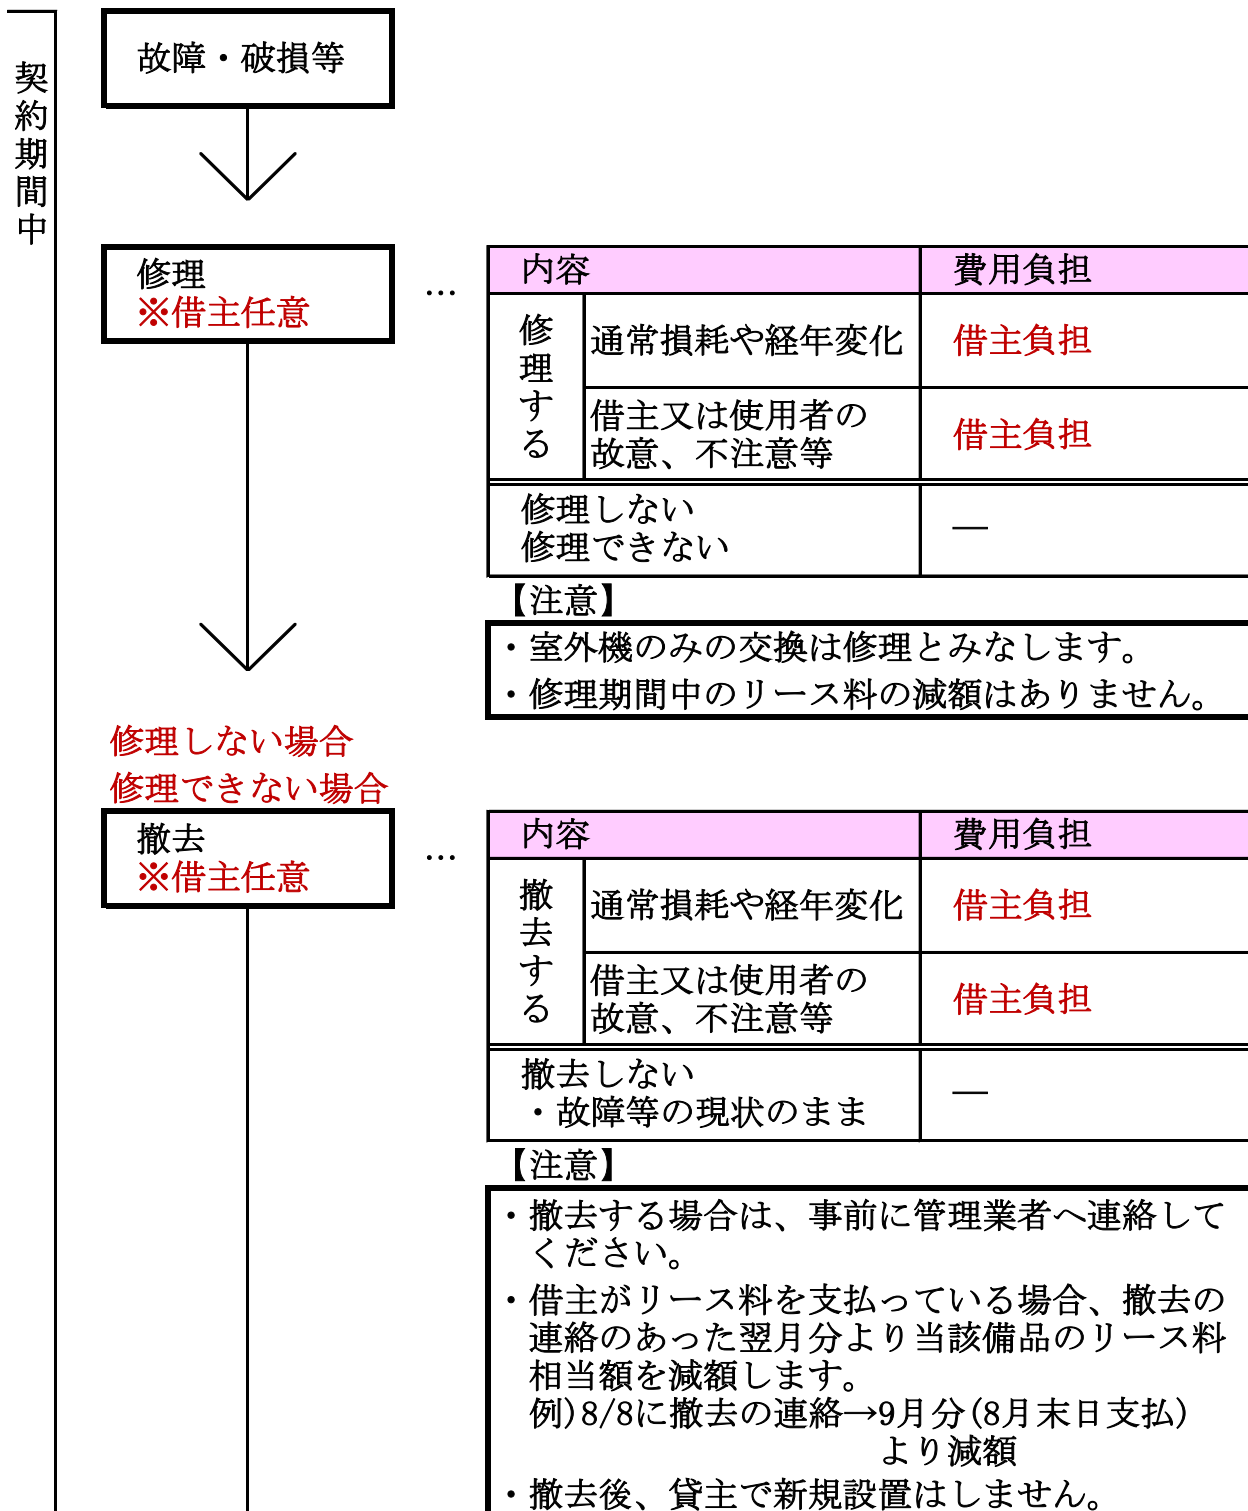 契約期間中
故障・破損等
修理
※借主任意
…
内容
費用負担
修理する
通常損耗や経年変化
借主負担
借主又は使用者の
故意、不注意等
借主負担
修理しない
修理できない
―
【注意】
・室外機のみの交換は修理とみなします。
・修理期間中のリース料の減額はありません。
修理しない場合
修理できない場合
撤去
※借主任意
…
内容
費用負担
撤去する
通常損耗や経年変化
借主負担
借主又は使用者の
故意、不注意等
借主負担
撤去しない
・故障等の現状のまま
―
【注意】
・撤去する場合は、事前に管理業者へ連絡して
ください。
・借主がリース料を支払っている場合、撤去の
連絡のあった翌月分より当該備品のリース料
相当額を減額します。
例)8/8に撤去の連絡→9月分(8月末日支払)
より減額
・撤去後、貸主で新規設置はしません。